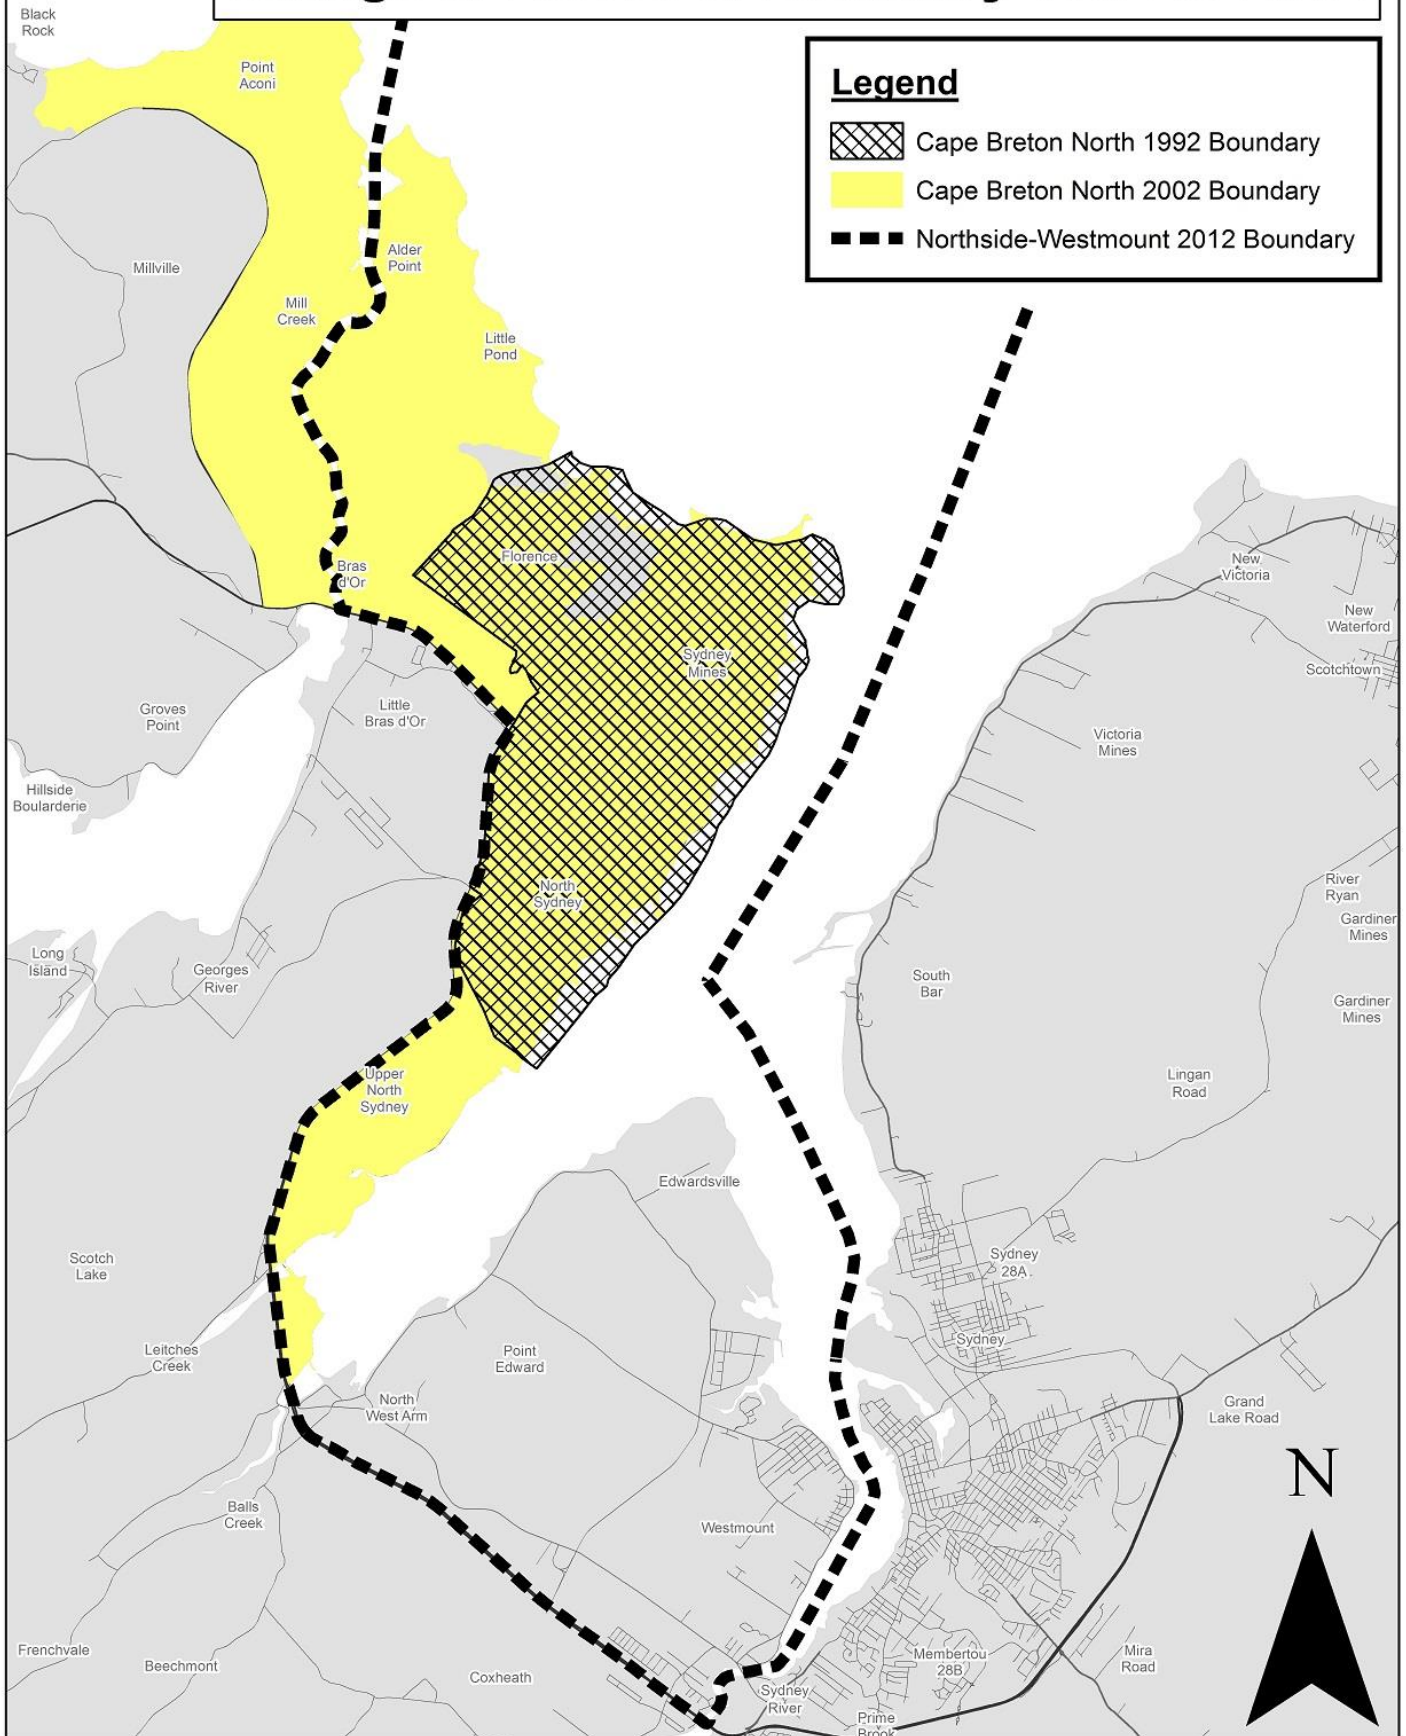 Black
Rock
Point
Aconi
Legend
Cape Breton North 1992 Boundary
Cape Breton North 2002 Boundary
Northside-Westmount 2012 Boundary
Alder
Point
Millville
Mill
Creek
Little
Pond
Florence
Bras
d'Or
New
Victoria
New
Waterford
Scotchtown
Sydney
Mines
Little
Bras d'Or
Groves
Point
Victoria
Mines
Hillside
Boularderie
North
Sydney
River
Ryan
Gardiner
Mines
Long
Island
Georges
River
South
Bar
Gardiner
Mines
Upper
North
Sydney
Lingan
Road
Edwardsville
Scotch
Lake
Sydney
28A
Sydney
Leitches
Creek
Point
Edward
North
West Arm
Grand
Lake Road
N
Balls
Creek
Westmount
Frenchvale
Beechmont
Coxheath
Membertou
28B
Mira
Road
Sydney
River
Prime
Brook